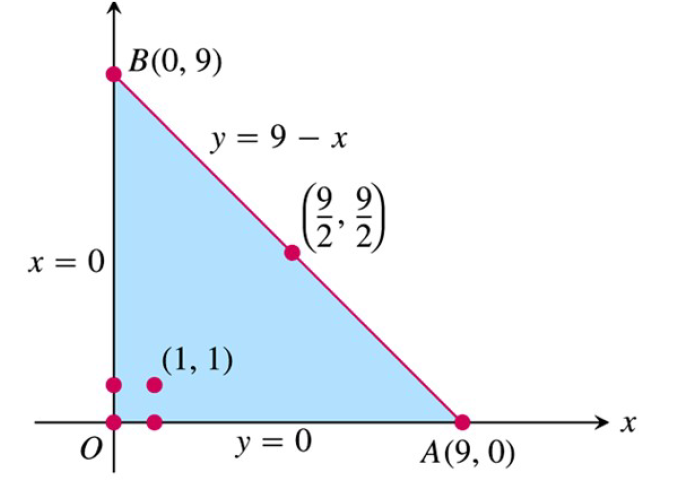 B(0, 9)
y = 9 − x
(9/2, 9/2)
x = 0
(1, 1)
x
O
y = 0
A(9, 0)